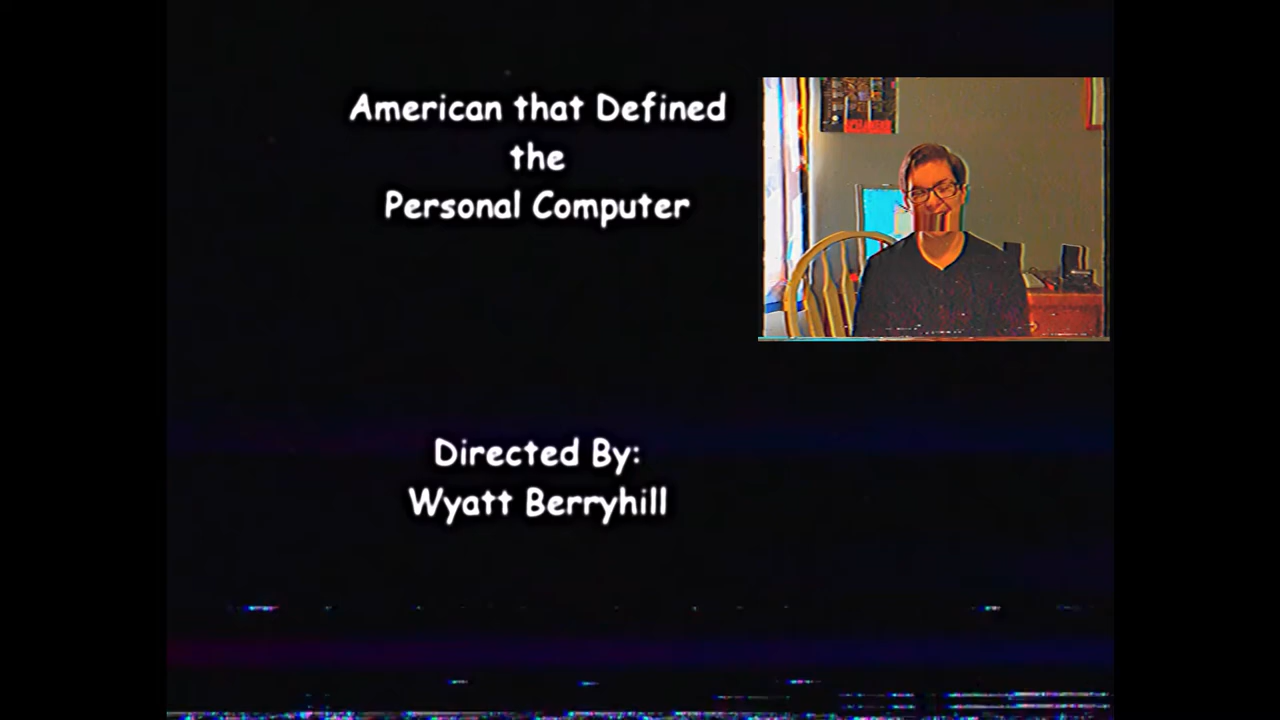 American that Defined
the
Personal Computer
Directed By:
Wyatt Berryhill